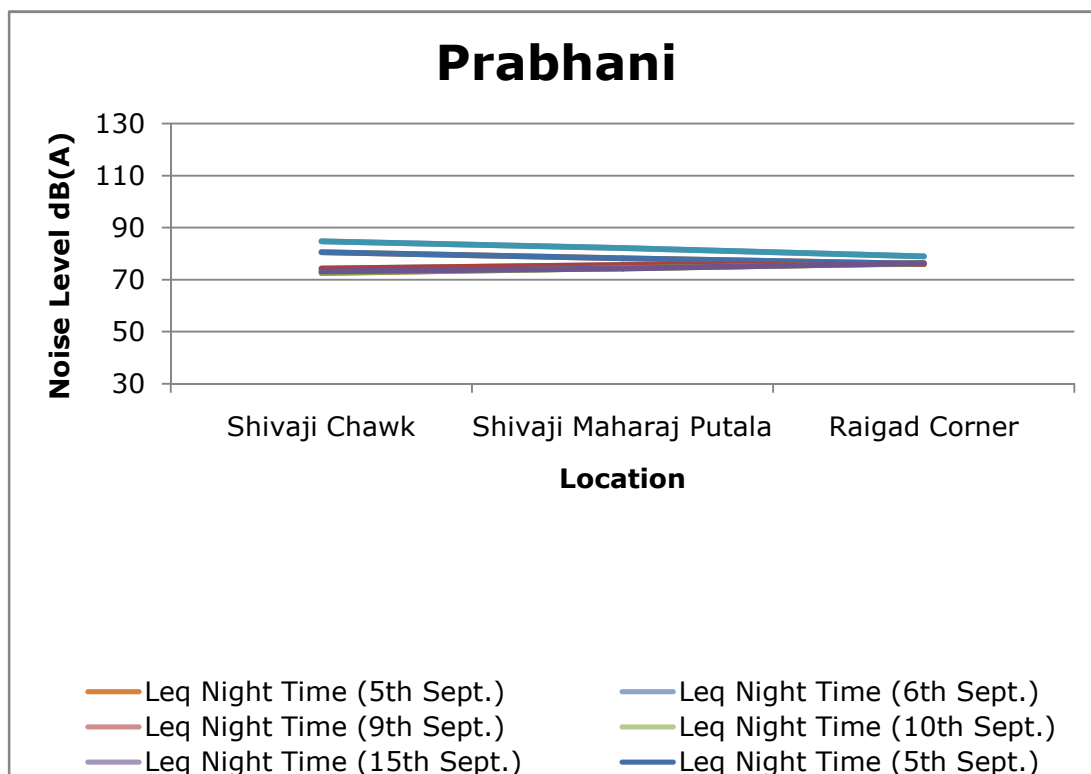 Prabhani
130
110
90
70
50
30
Noise Level dB(A)
Shivaji Chawk Shivaji Maharaj Putala Raigad Corner
Location
Leq Night Time (5th Sept.) Leq Night Time (6th Sept.)
Leq Night Time (9th Sept.) Leq Night Time (10th Sept.)
Leq Night Time (15th Sept.) Leq Night Time (5th Sept.)